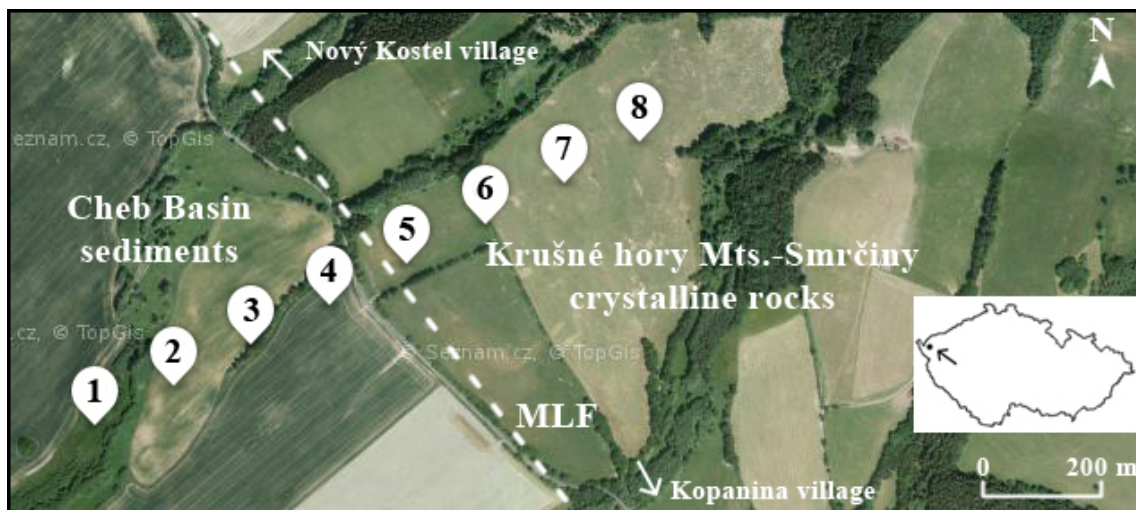 Nový Kostel village
N
8
7
6
5
4
3
2
1
seznam.cz, © TopGis
Cheb Basin
sediments
Krušné hory Mts.-Smrčiny
crystalline rocks
cz, © TopGis
© Seznam.cz, © TopGis
MLF
Kopanina village
0 200 m